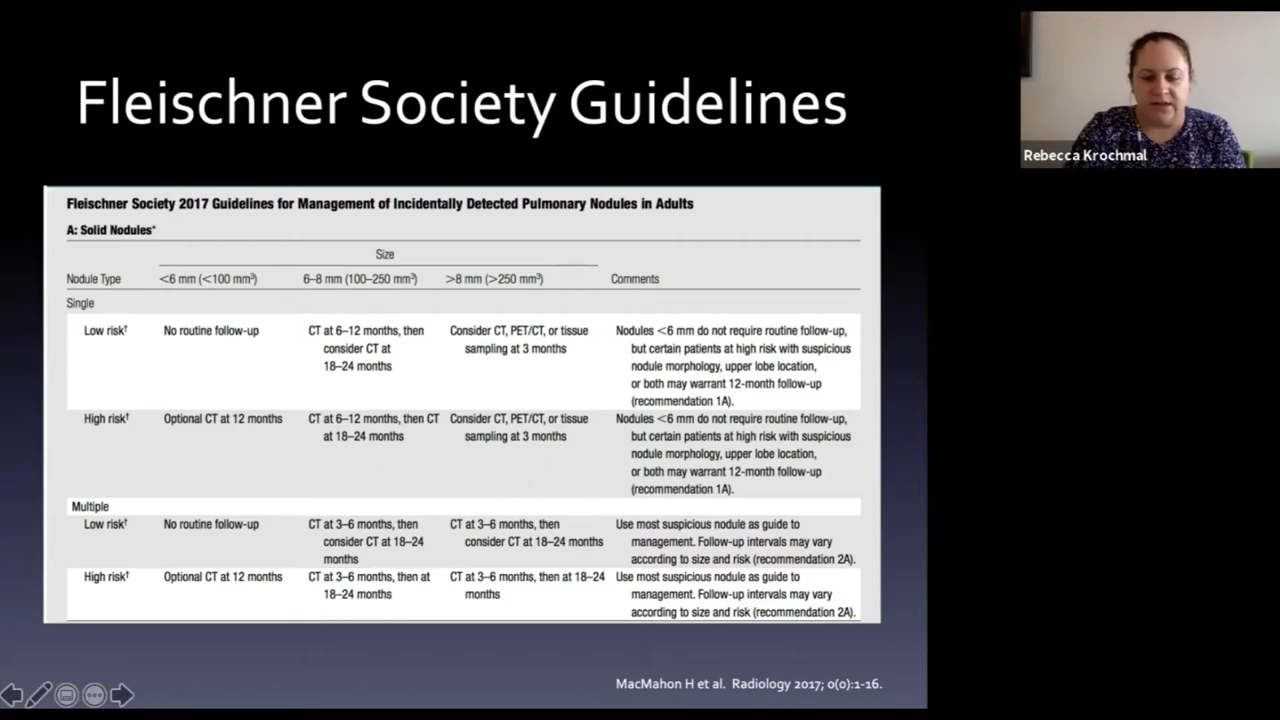 Fleischner Society Guidelines
Rebecca Krochmal
Fleischner Society 2017 Guidelines for Management of Incidentally Detected Pulmonary Nodules in Adults
A: Solid Nodules*
Size
Nodule Type <6 mm (<100 mm³) 6–8 mm (100–250 mm³) >8 mm (>250 mm³) Comments
Single
Low risk† No routine follow-up CT at 6–12 months, then Consider CT, PET/CT, or tissue Nodules <6 mm do not require routine follow-up,
consider CT at sampling at 3 months but certain patients at high risk with suspicious
18–24 months nodule morphology, upper lobe location,
or both may warrant 12-month follow-up
(recommendation 1A).
High risk† Optional CT at 12 months CT at 6–12 months, then CT Consider CT, PET/CT, or tissue Nodules <6 mm do not require routine follow-up,
at 18–24 months sampling at 3 months but certain patients at high risk with suspicious
nodule morphology, upper lobe location,
or both may warrant 12-month follow-up
(recommendation 1A).
Multiple
Low risk† No routine follow-up CT at 3–6 months, then CT at 3–6 months, then Use most suspicious nodule as guide to
consider CT at 18–24 consider CT at 18–24 months management. Follow-up intervals may vary
months according to size and risk (recommendation 2A).
High risk† Optional CT at 12 months CT at 3–6 months, then at CT at 3–6 months, then at 18–24 Use most suspicious nodule as guide to
18–24 months months management. Follow-up intervals may vary
according to size and risk (recommendation 2A).
MacMahon H et al. Radiology 2017; 0(0):1-16.